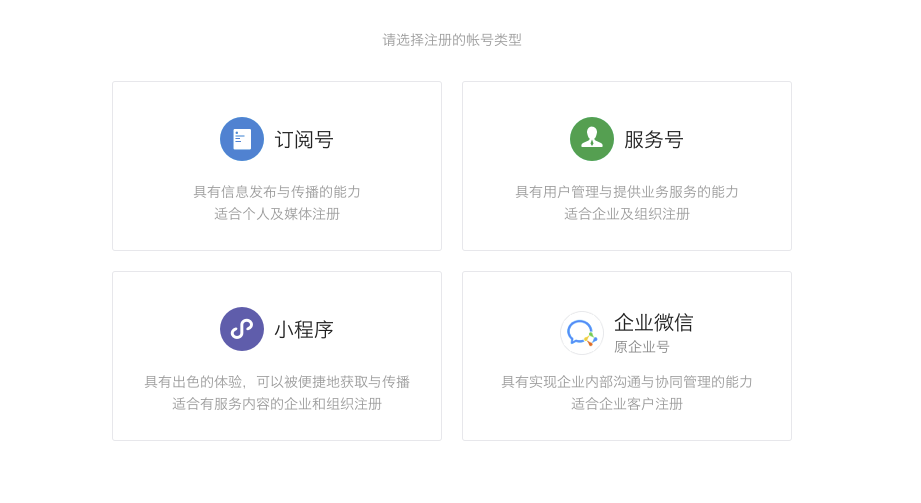 请选择注册的帐号类型
订阅号
具有信息发布与传播的能力
适合个人及媒体注册
服务号
具有用户管理与提供业务服务的能力
适合企业及组织注册
小程序
具有出色的体验，可以被便捷地获取与传播
适合有服务内容的企业和组织注册
企业微信
原企业号
具有实现企业内部沟通与协同管理的能力
适合企业客户注册